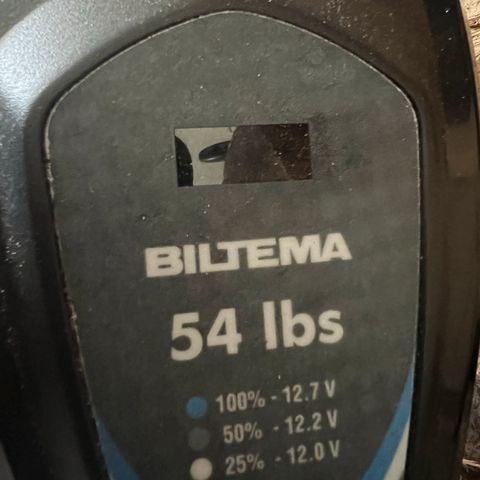 BILTEMA
54 lbs
100% - 12.7 V
50% - 12.2 V
25% - 12.0 V